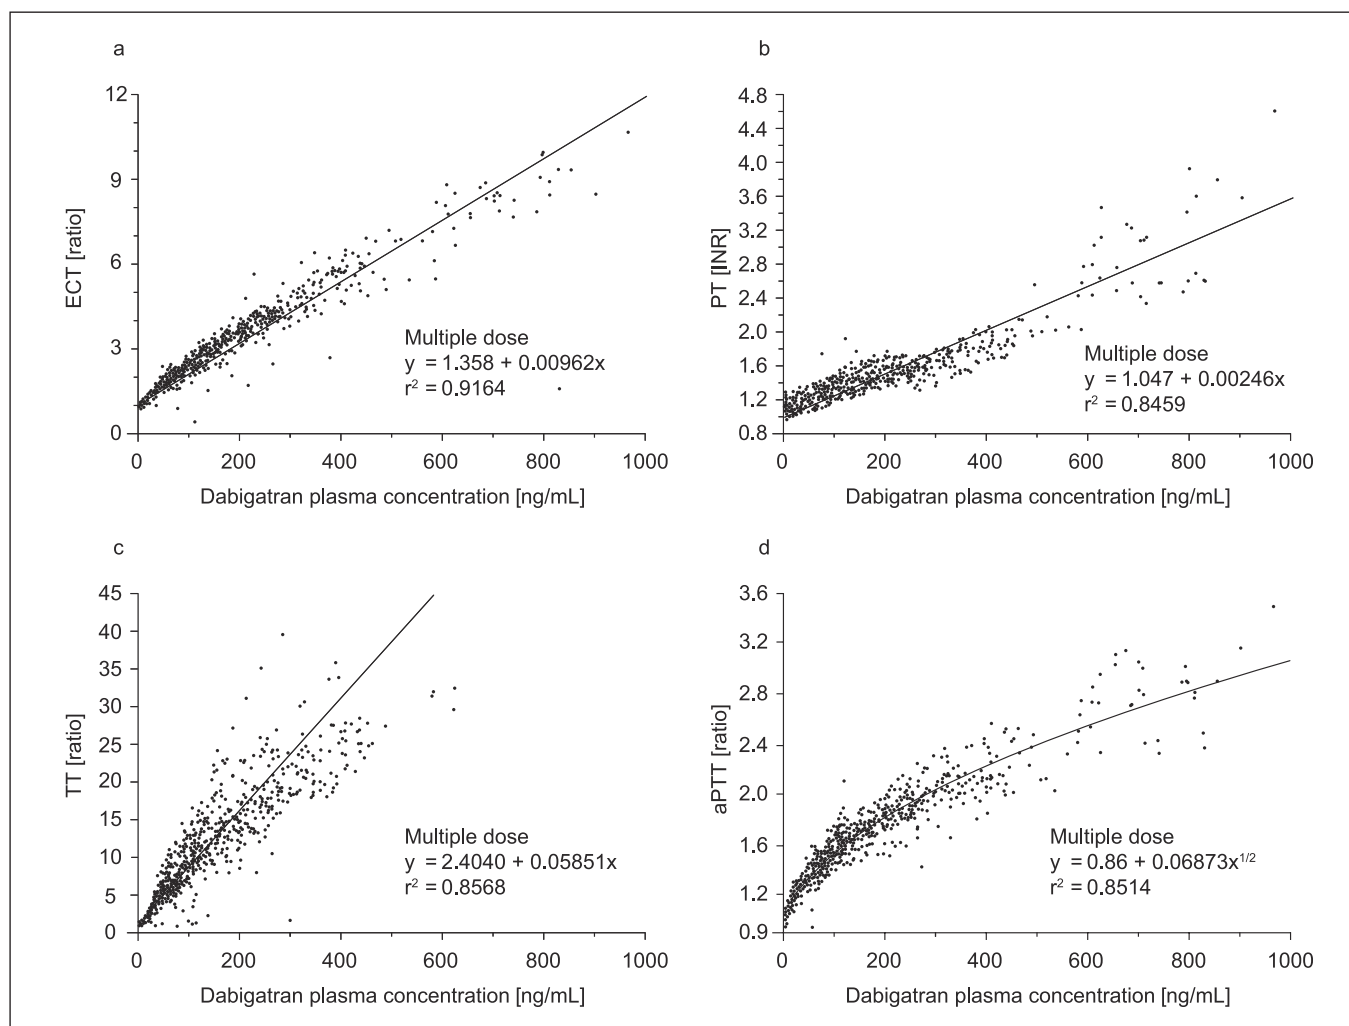 a
12
9
6
3
0
ECT [ratio]
Multiple dose
y = 1.358 + 0.00962x
r² = 0.9164
0 200 400 600 800 1000
Dabigatran plasma concentration [ng/mL]
b
4.8
4.4
4.0
3.6
3.2
2.8
2.4
2.0
1.6
1.2
0.8
PT [INR]
Multiple dose
y = 1.047 + 0.00246x
r² = 0.8459
0 200 400 600 800 1000
Dabigatran plasma concentration [ng/mL]
c
45
40
35
30
25
20
15
10
5
0
TT [ratio]
Multiple dose
y = 2.4040 + 0.05851x
r² = 0.8568
0 200 400 600 800 1000
Dabigatran plasma concentration [ng/mL]
d
3.6
3.2
2.8
2.4
2.0
1.6
1.2
0.9
aPTT [ratio]
Multiple dose
y = 0.86 + 0.06873x^1/2
r² = 0.8514
0 200 400 600 800 1000
Dabigatran plasma concentration [ng/mL]